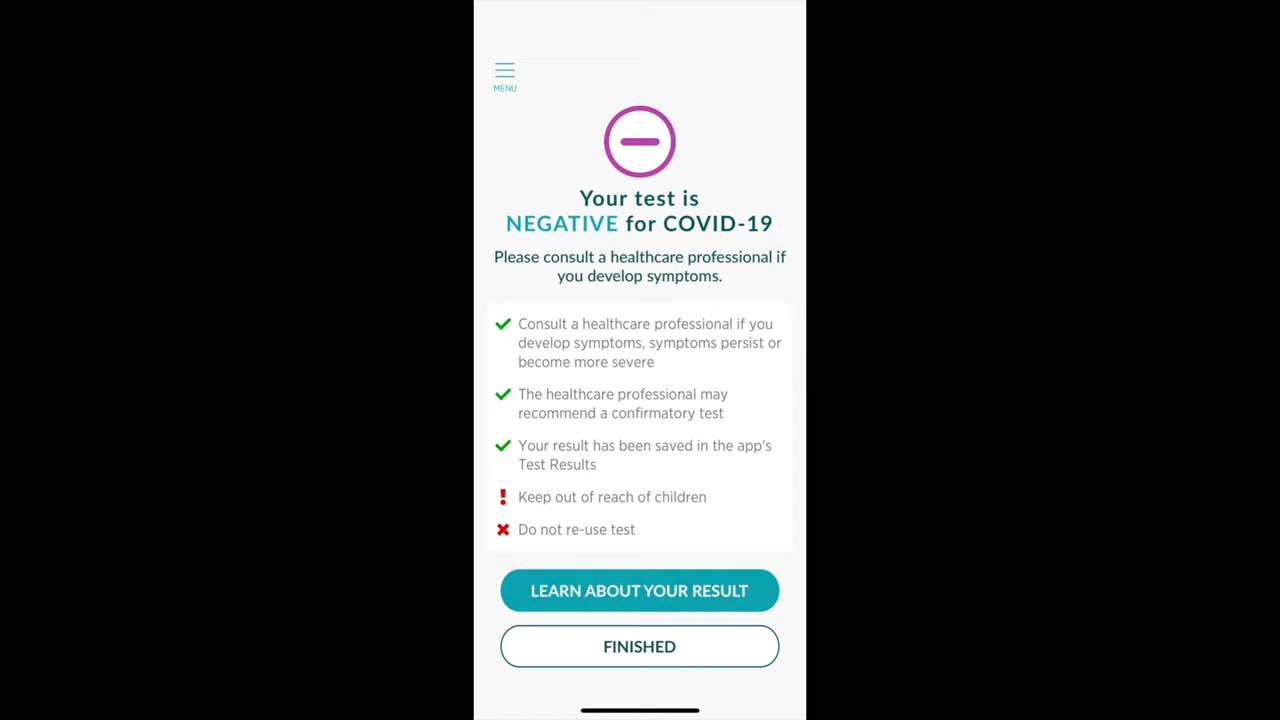 MENU
Your test is
NEGATIVE for COVID-19
Please consult a healthcare professional if
you develop symptoms.
Consult a healthcare professional if you
develop symptoms, symptoms persist or
become more severe
The healthcare professional may
recommend a confirmatory test
Your result has been saved in the app's
Test Results
Keep out of reach of children
Do not re-use test
LEARN ABOUT YOUR RESULT
FINISHED